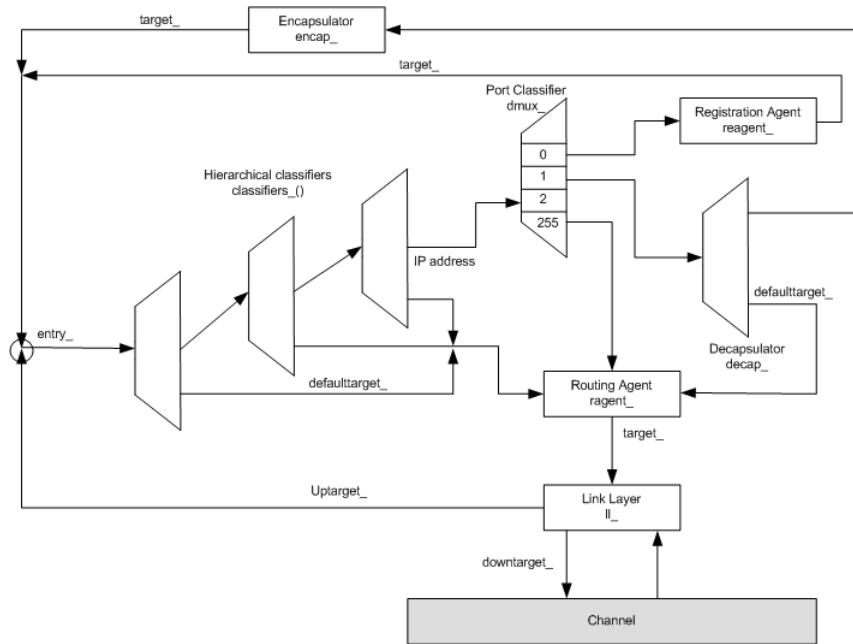 target_
Encapsulator
encap_
target_
Port Classifier
dmux_
Registration Agent
reagent_
0
1
2
255
Hierarchical classifiers
classifiers_()
IP address
defaulttarget_
entry_
Decapsulator
decap_
defaulttarget_
Routing Agent
ragent_
target_
Uptarget_
Link Layer
ll_
downtarget_
Channel